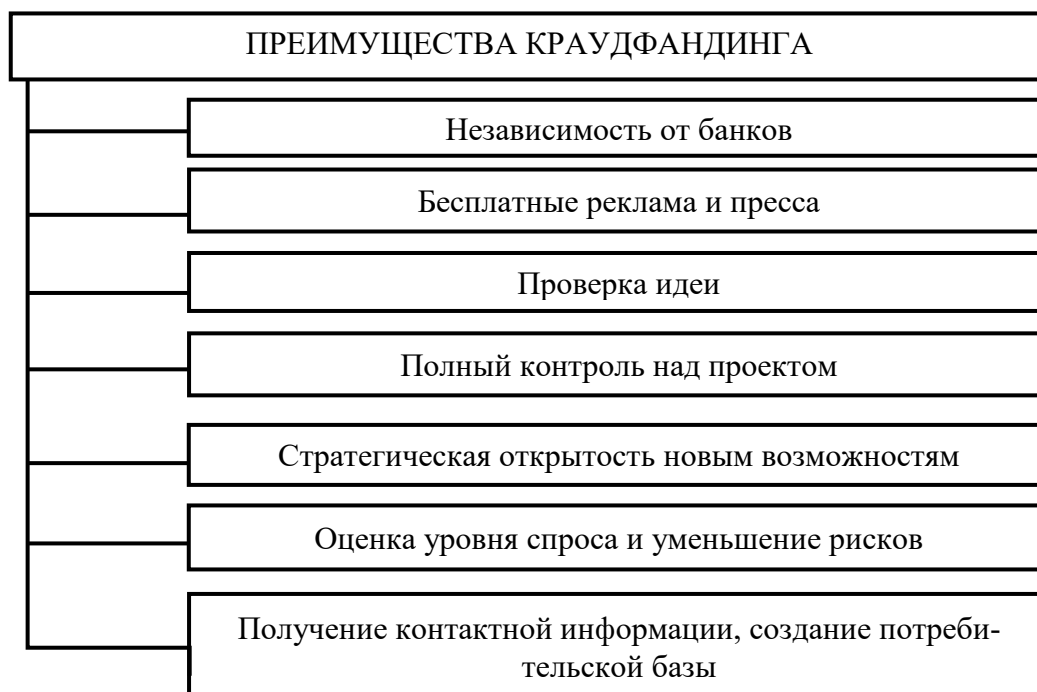 ПРЕИМУЩЕСТВА КРАУДФАНДИНГА
Независимость от банков
Бесплатные реклама и пресса
Проверка идеи
Полный контроль над проектом
Стратегическая открытость новым возможностям
Оценка уровня спроса и уменьшение рисков
Получение контактной информации, создание потреби-
тельской базы